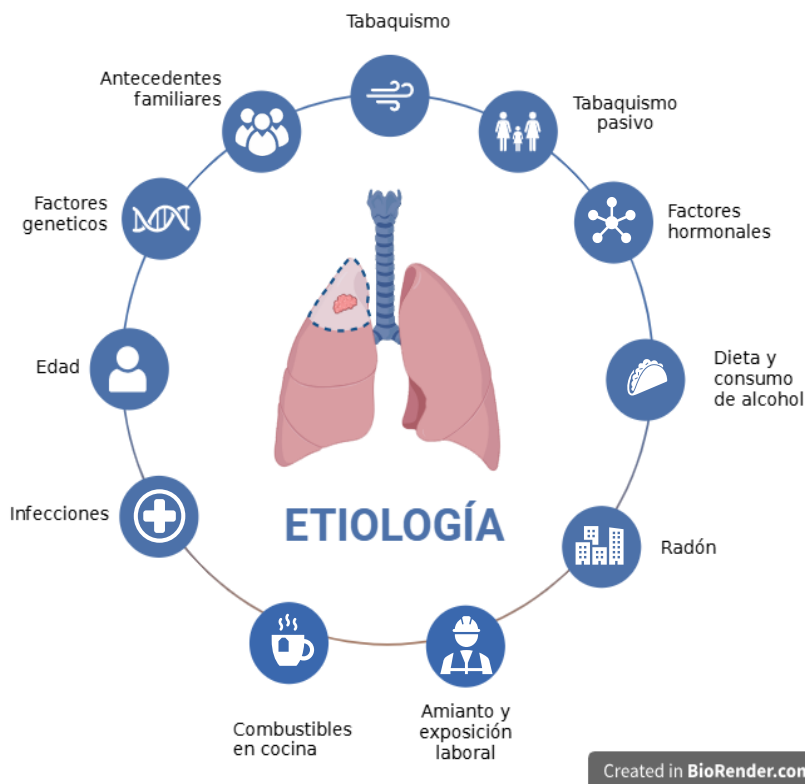 Tabaquismo
Antecedentes
familiares
Tabaquismo
pasivo
Factores
geneticos
Factores
hormonales
Edad
Dieta y
consumo
de alcohol
ETIOLOGÍA
Infecciones
Radón
Combustibles
en cocina
Amianto y
exposición
laboral
Created in BioRender.com